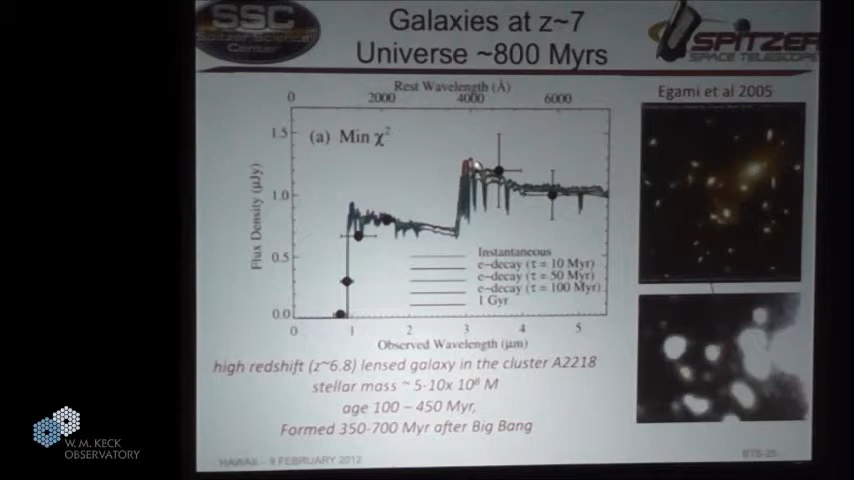 SSC
Spitzer Science
Center
Galaxies at z~7
Universe ~800 Myrs
SPITZER
SPACE TELESCOPE
Egami et al 2005
Rest Wavelength (Å)
0 2000 4000 6000
(a) Min χ²
Flux Density (μJy)
1.5
1.0
0.5
0.0
Instantaneous
e-decay (τ = 10 Myr)
e-decay (τ = 50 Myr)
e-decay (τ = 100 Myr)
1 Gyr
0 1 2 3 4 5
Observed Wavelength (μm)
high redshift (z~6.8) lensed galaxy in the cluster A2218
stellar mass ~ 5-10x 10⁸ M
age 100 – 450 Myr,
Formed 350-700 Myr after Big Bang
HAWAII – 9 FEBRUARY 2012
W. M. KECK
OBSERVATORY